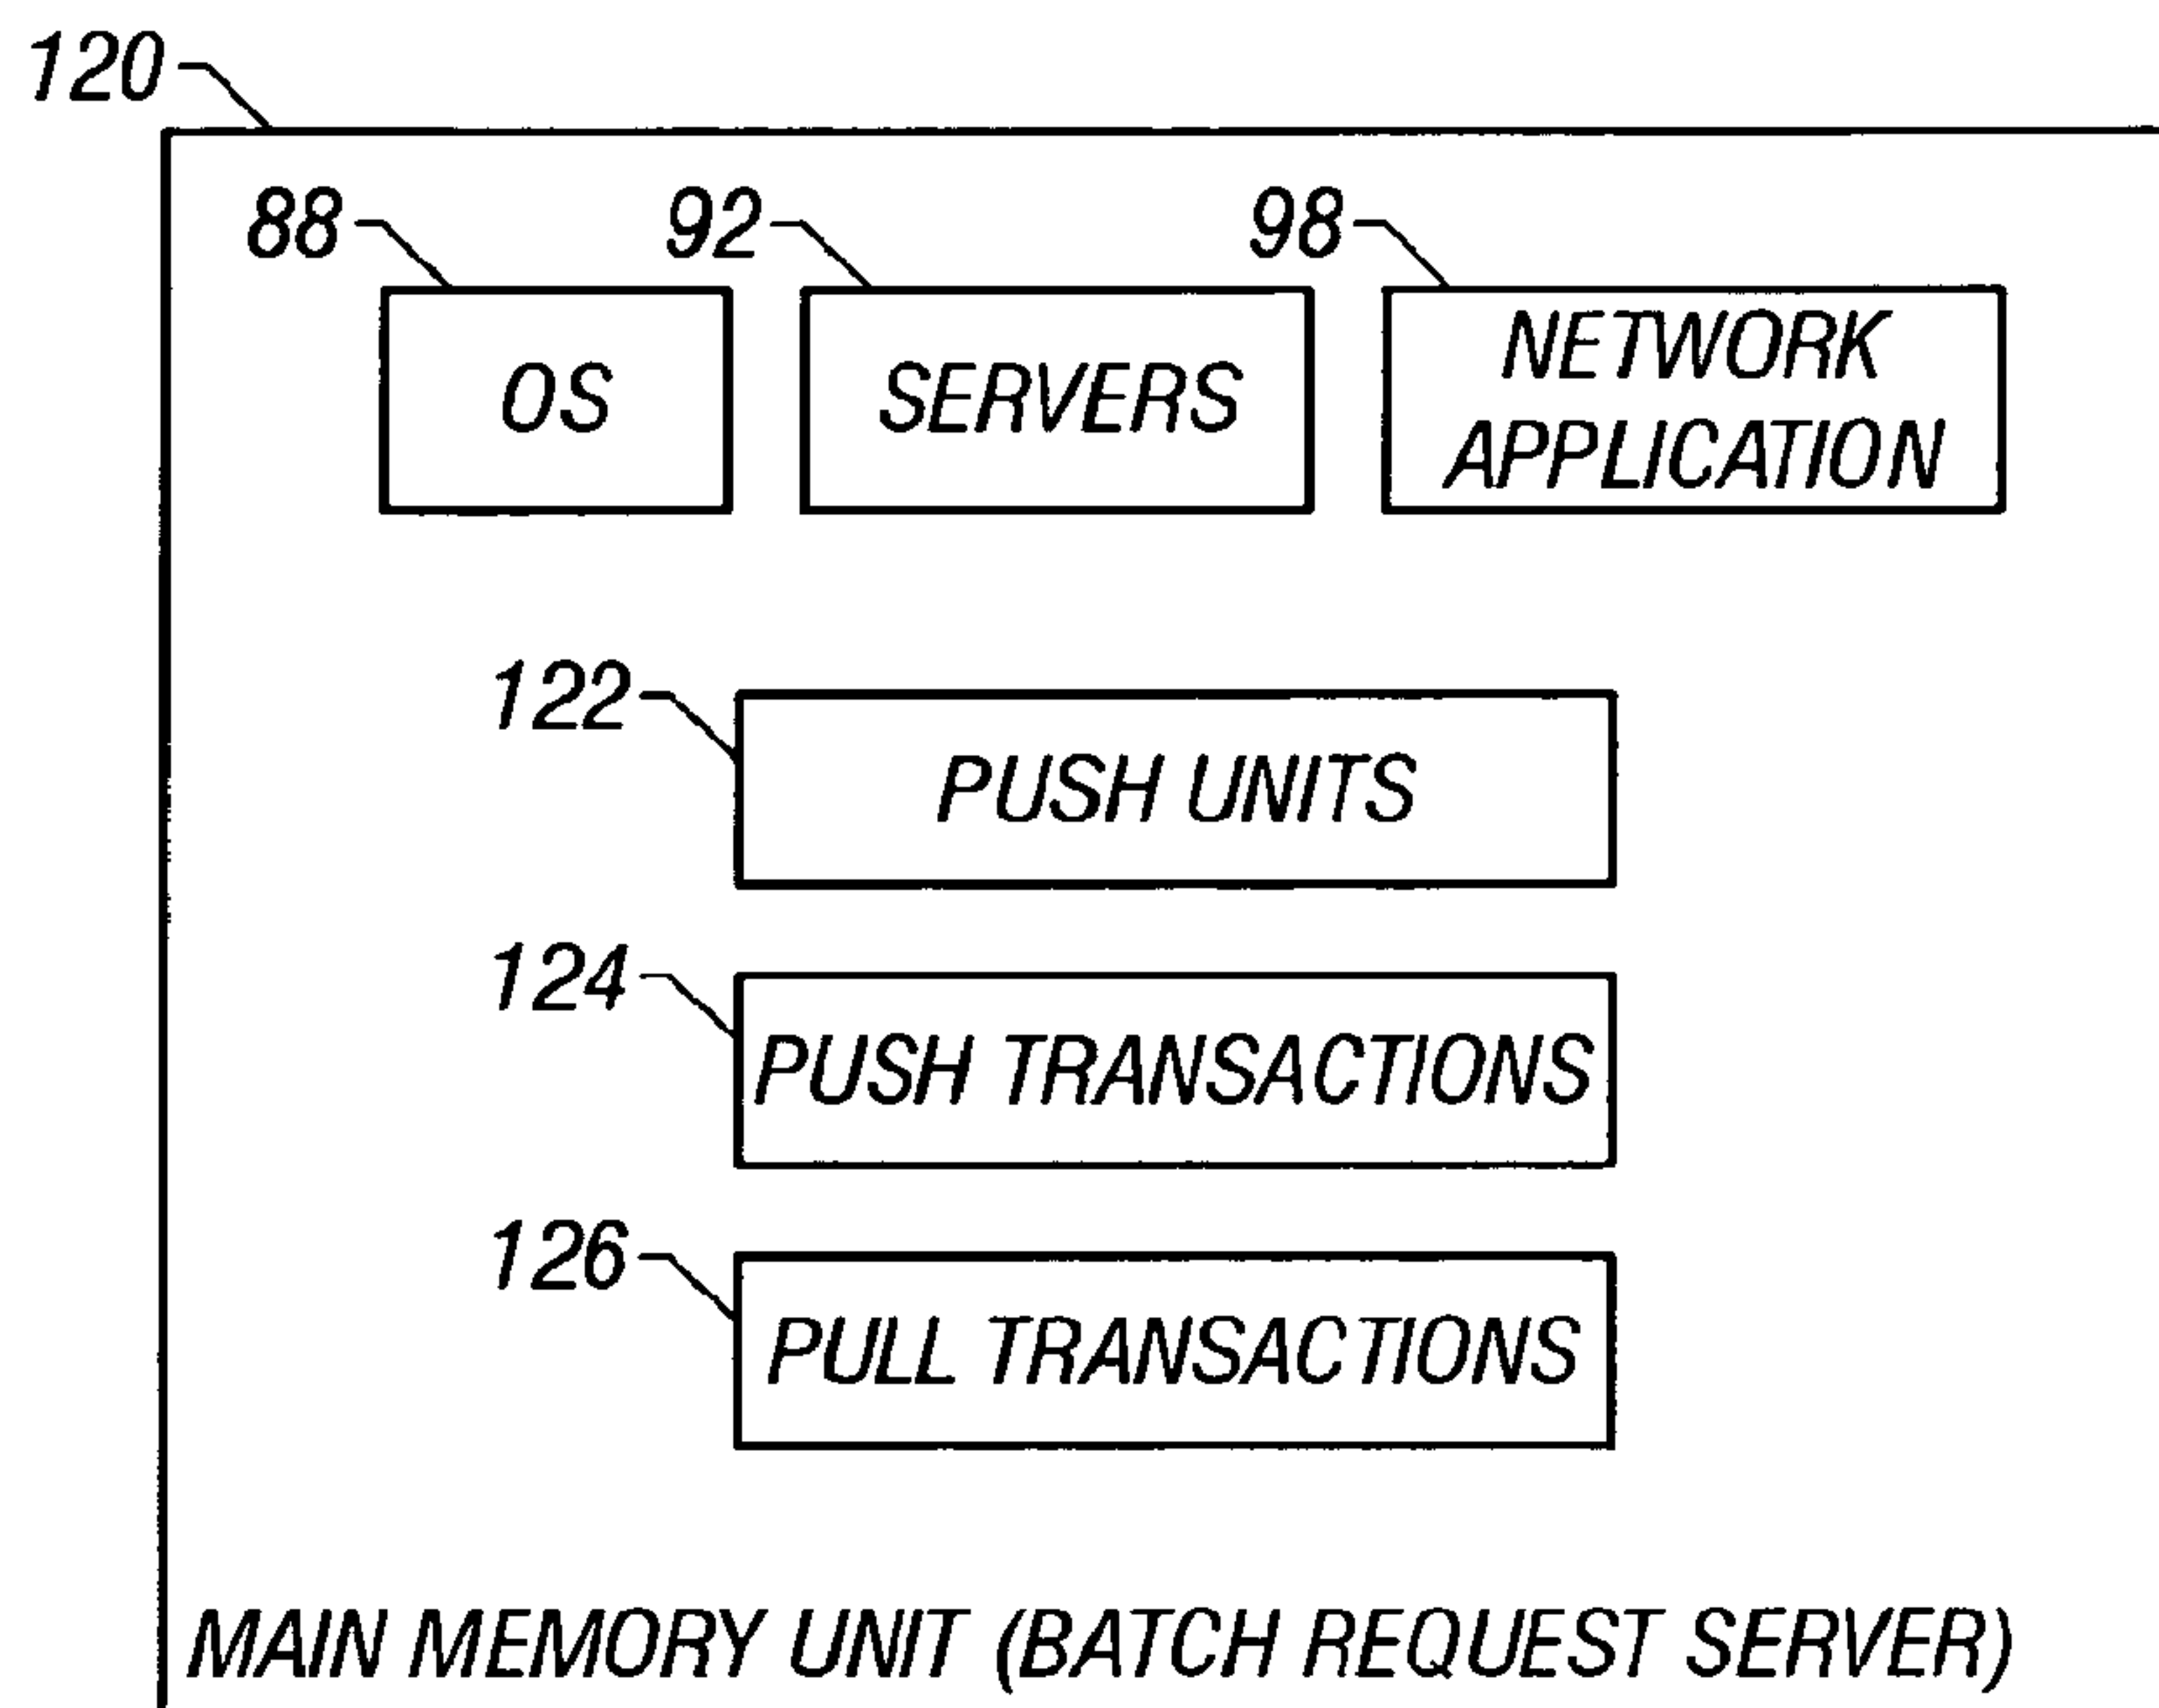 120
88
92
98
OS
SERVERS
NETWORK
APPLICATION
122
PUSH UNITS
124
PUSH TRANSACTIONS
126
PULL TRANSACTIONS
MAIN MEMORY UNIT (BATCH REQUEST SERVER)